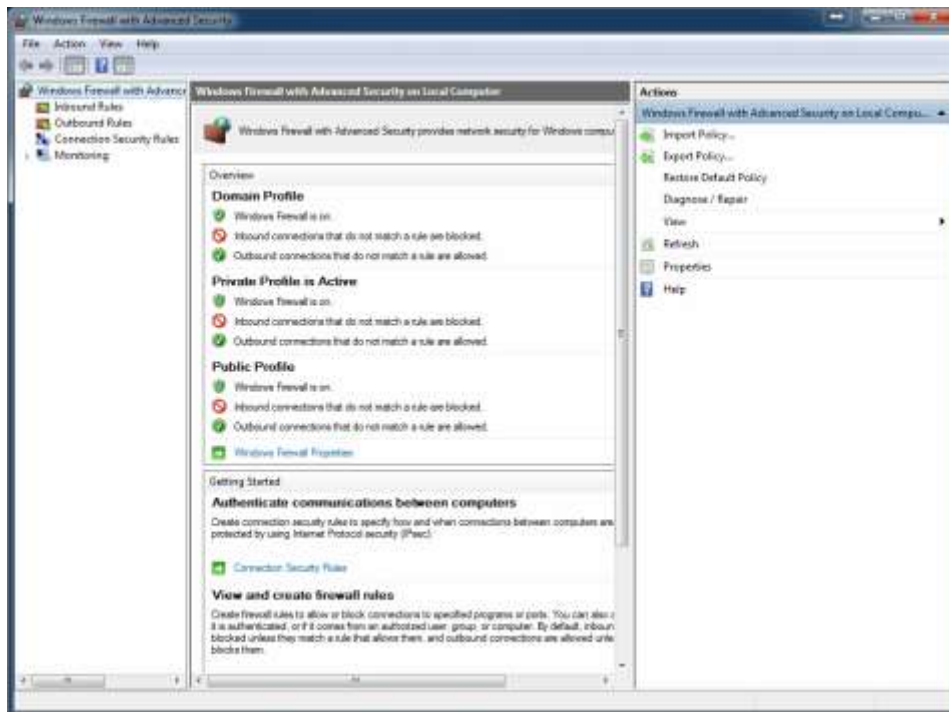 Windows Firewall with Advanced Security
File Action View Help
Windows Firewall with Advance
Inbound Rules
Outbound Rules
Connection Security Rules
Monitoring
Windows Firewall with Advanced Security on Local Computer
Windows Firewall with Advanced Security provides network security for Windows compu
Overview
Domain Profile
Windows Firewall is on.
Inbound connections that do not match a rule are blocked.
Outbound connections that do not match a rule are allowed.
Private Profile is Active
Windows Firewall is on.
Inbound connections that do not match a rule are blocked.
Outbound connections that do not match a rule are allowed.
Public Profile
Windows Firewall is on.
Inbound connections that do not match a rule are blocked.
Outbound connections that do not match a rule are allowed.
Windows Firewall Properties
Getting Started
Authenticate communications between computers
Create connection security rules to specify how and when connections between computers are
protected by using Internet Protocol security (IPsec).
Connection Security Rules
View and create firewall rules
Create firewall rules to allow or block connections to specified programs or ports. You can also a
it is authenticated, or if it comes from an authorized user, group, or computer. By default, inboun
blocked unless they match a rule that allows them, and outbound connections are allowed unle
blocks them.
Actions
Windows Firewall with Advanced Security on Local Compu...
Import Policy...
Export Policy...
Restore Default Policy
Diagnose / Repair
View
Refresh
Properties
Help